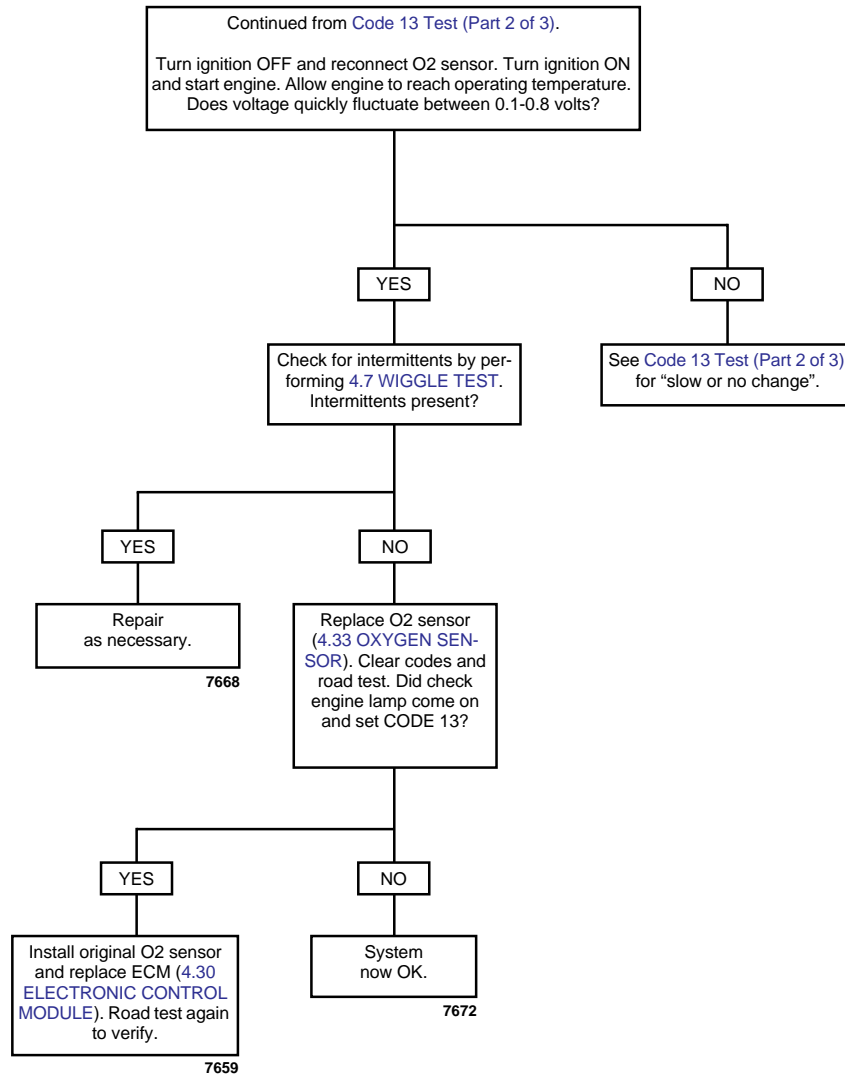 Continued from Code 13 Test (Part 2 of 3).
Turn ignition OFF and reconnect O2 sensor. Turn ignition ON
and start engine. Allow engine to reach operating temperature.
Does voltage quickly fluctuate between 0.1-0.8 volts?
YES
NO
Check for intermittents by per-
forming 4.7 WIGGLE TEST.
Intermittents present?
See Code 13 Test (Part 2 of 3)
for “slow or no change”.
YES
NO
Repair
as necessary.
7668
Replace O2 sensor
(4.33 OXYGEN SEN-
SOR). Clear codes and
road test. Did check
engine lamp come on
and set CODE 13?
YES
NO
Install original O2 sensor
and replace ECM (4.30
ELECTRONIC CONTROL
MODULE). Road test again
to verify.
7659
System
now OK.
7672